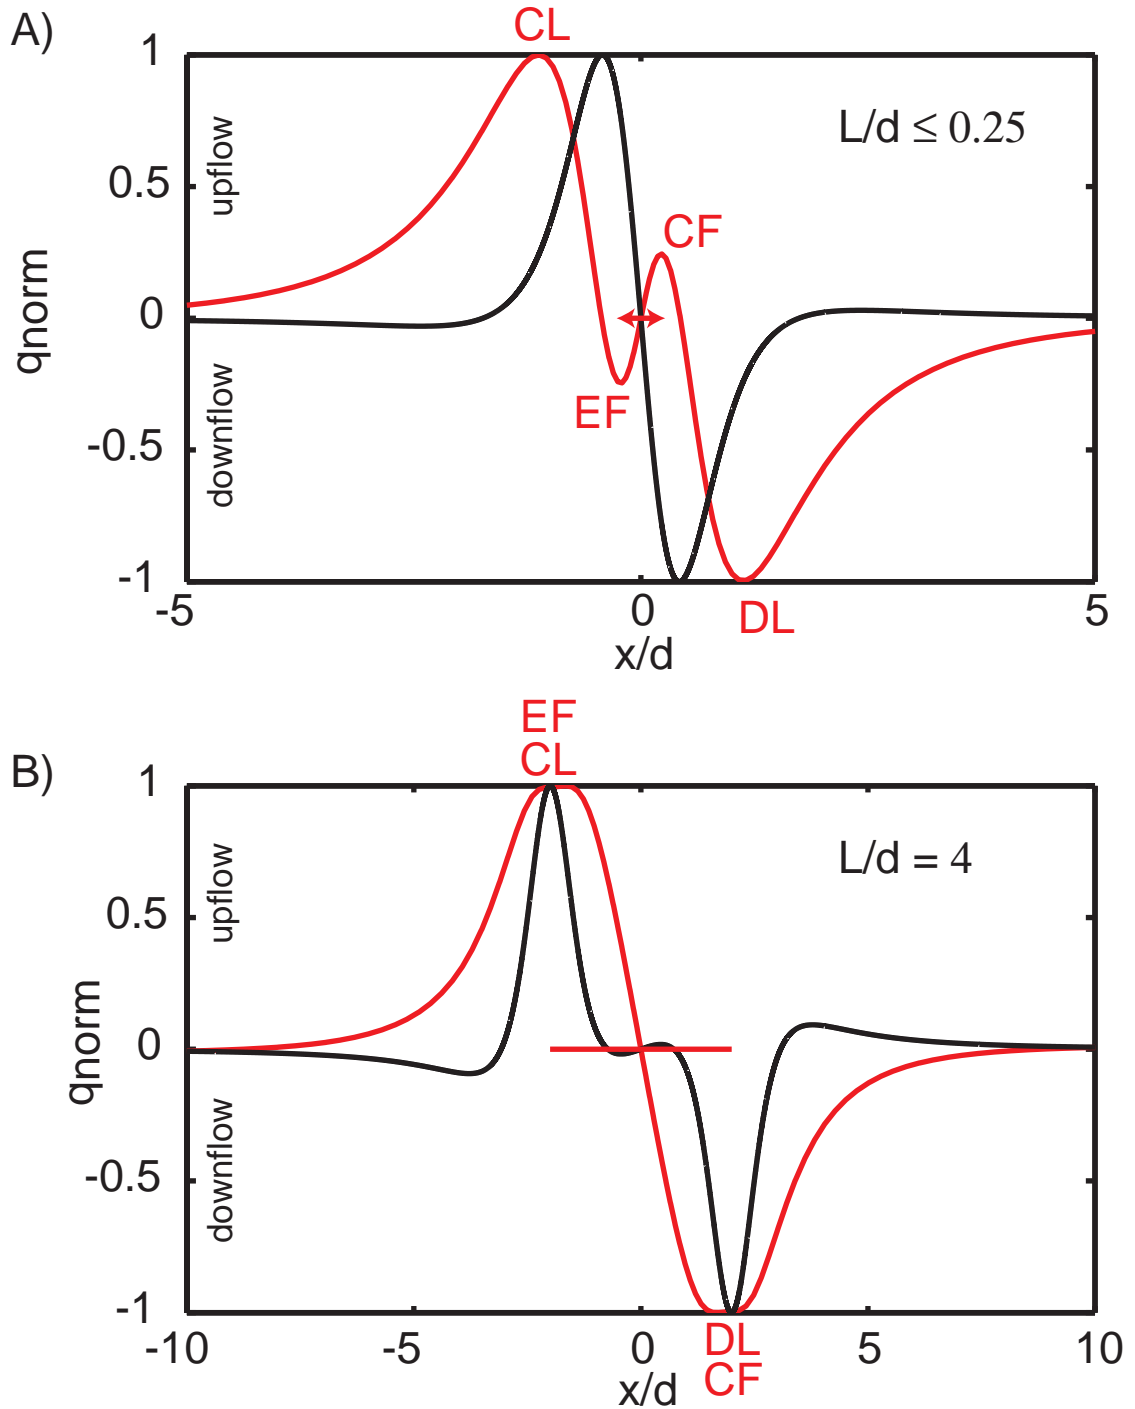 A)
CL
1
L/d ≤ 0.25
upflow
0.5
CF
qnorm
0
EF
downflow
-0.5
-1
-5
0
5
DL
x/d
EF
CL
B)
1
L/d = 4
upflow
0.5
qnorm
0
downflow
-0.5
-1
-10
-5
0
5
10
DL
CF
x/d